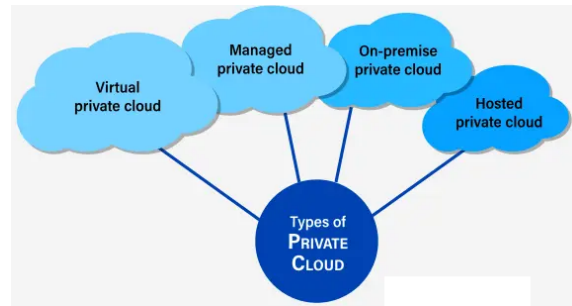 Virtual
private cloud
Managed
private cloud
On-premise
private cloud
Hosted
private cloud
Types of
PRIVATE
CLOUD